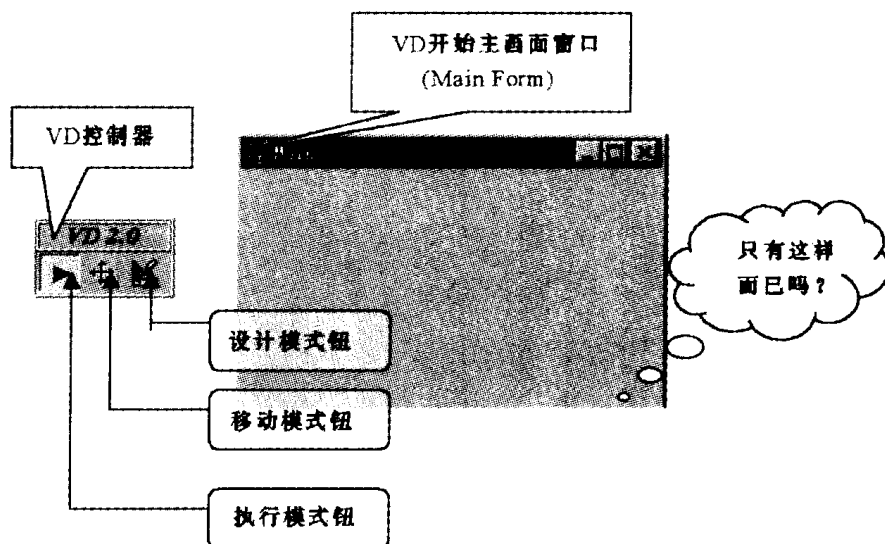 VD开始主画面窗口
(Main Form)
VD控制器
VD 2.0
只有这样
而已吗？
设计模式钮
移动模式钮
执行模式钮